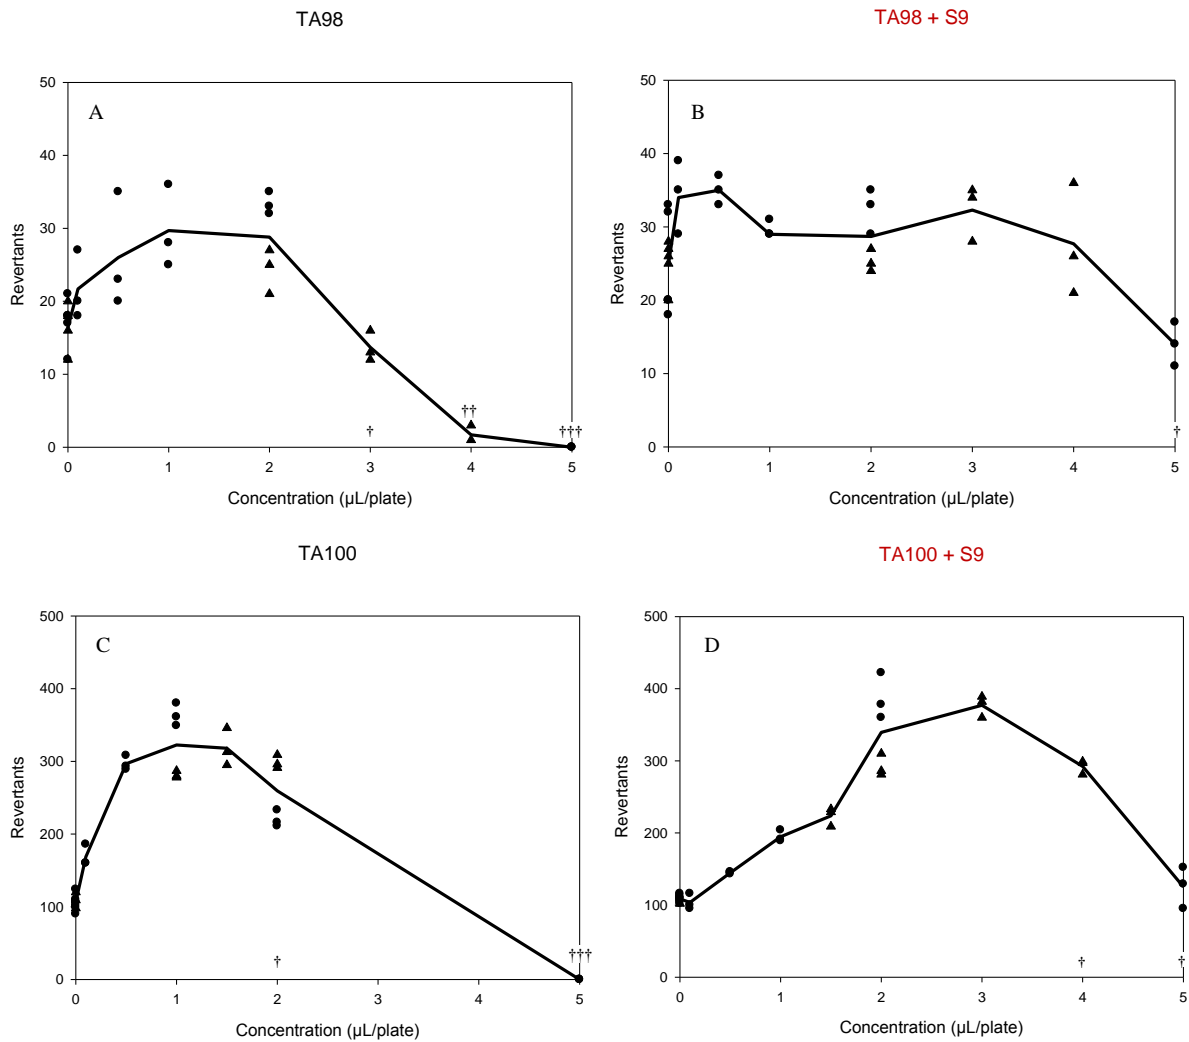 TA98
TA98 + S9
50
40
30
20
10
0
Revertants
A
†
††
†††
0 1 2 3 4 5
Concentration (µL/plate)
50
40
30
20
10
0
Revertants
B
†
0 1 2 3 4 5
Concentration (µL/plate)
TA100
TA100 + S9
500
400
300
200
100
0
Revertants
C
†
†††
0 1 2 3 4 5
Concentration (µL/plate)
500
400
300
200
100
0
Revertants
D
†
†
0 1 2 3 4 5
Concentration (µL/plate)